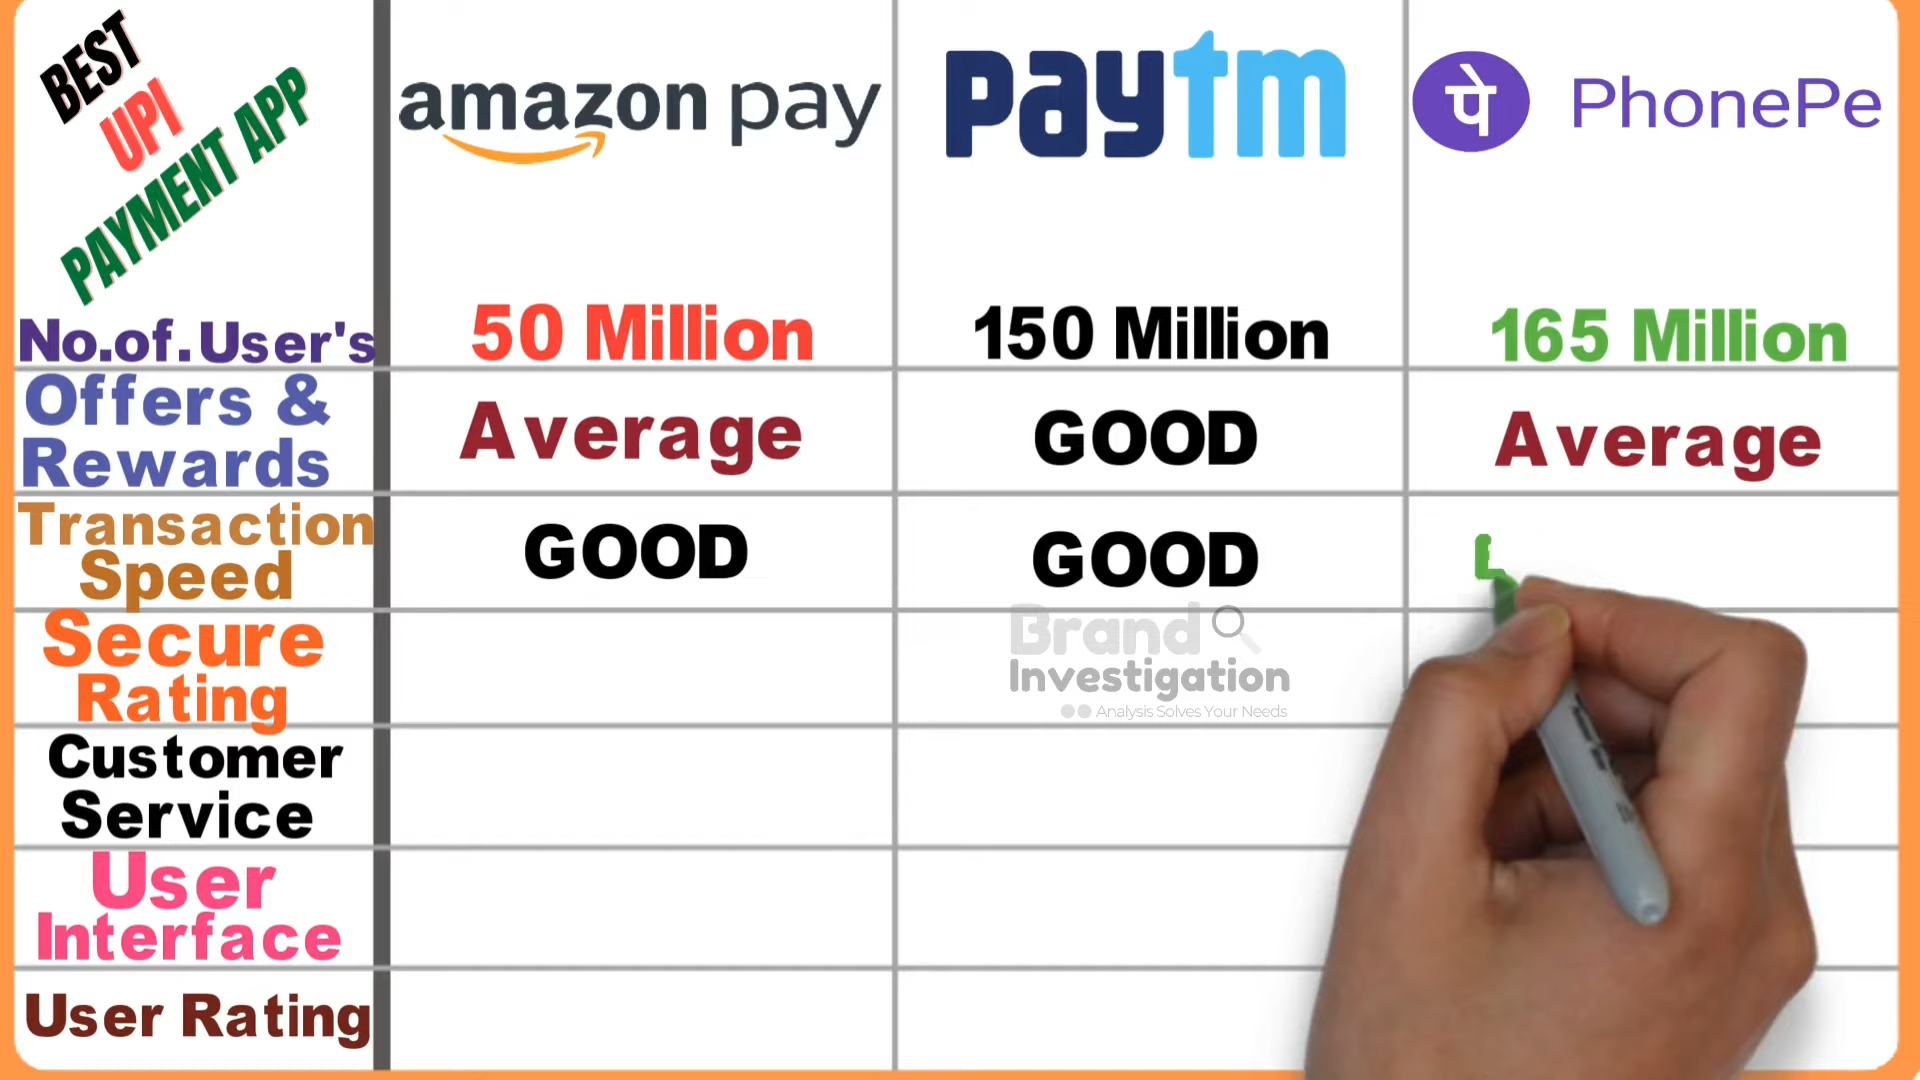 BEST
UPI
PAYMENT APP
amazon pay
paytm
पे PhonePe
No.of.User's
50 Million
150 Million
165 Million
Offers &
Rewards
Average
GOOD
Average
Transaction
Speed
GOOD
GOOD
Secure
Rating
Brand
Investigation
Analysis Solves Your Needs
Customer
Service
User
Interface
User Rating